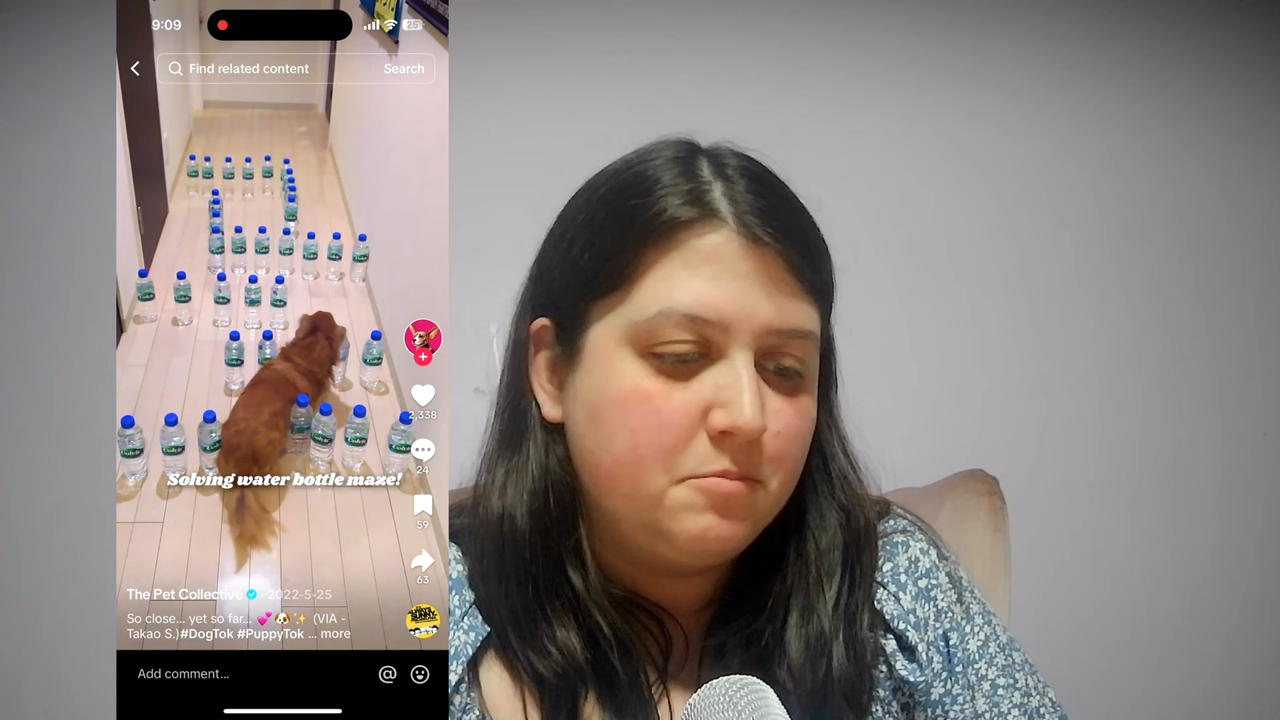 9:09
25
Find related content
Search
Solving water bottle maze!
2,338
24
59
63
The Pet Collective · 2022-5-25
So close... yet so far... 💕🐶✨ (VIA -
Takao S.)#DogTok #PuppyTok ... more
Add comment...
@